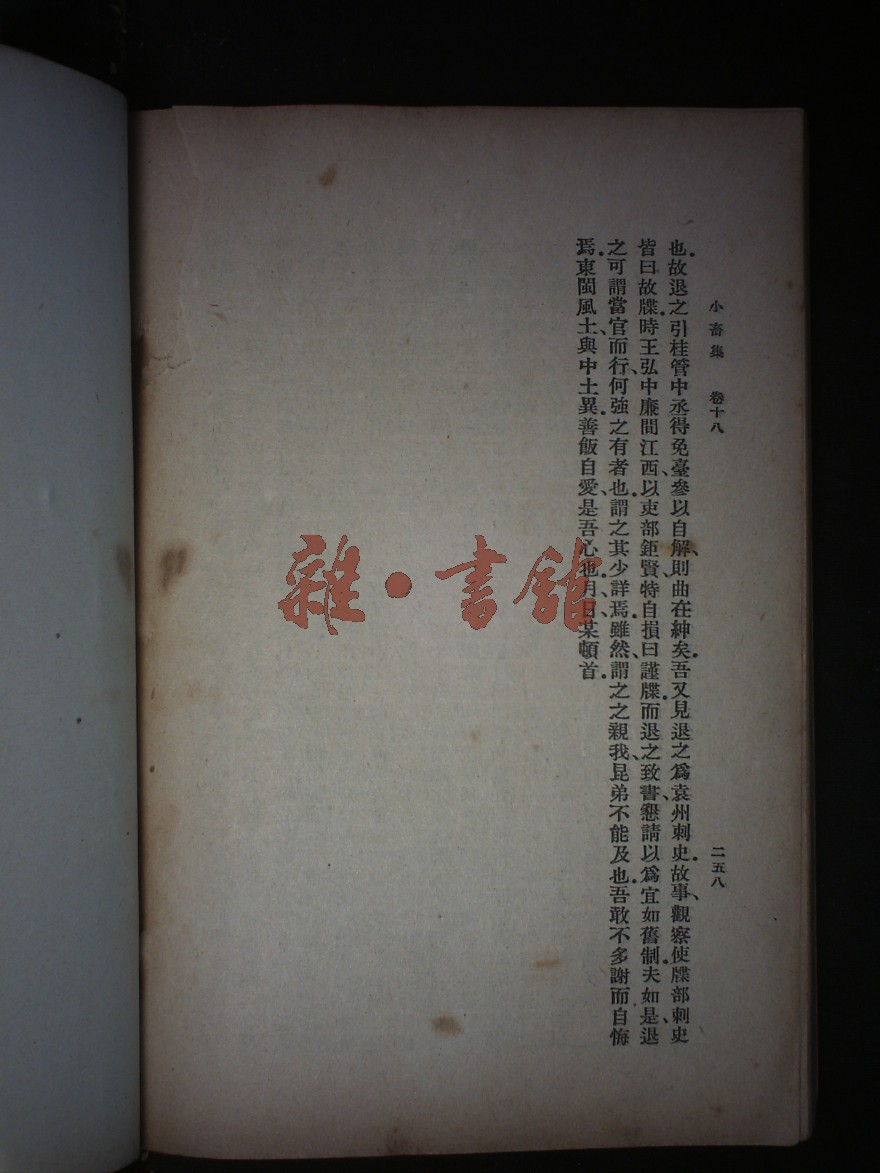 小畜集　卷十八　二五八
也故退之引桂管中丞得免臺參以自解則曲在紳矣吾又見退之爲袁州刺史故事觀察使牒部刺史
皆曰故牒時王弘中廉間江西以吏部鉅賢特自損曰謹牒而退之致書懇請以爲宜如舊制夫如是退
之可謂當官而行何強之有者也謂之其少詳焉雖然謂之之親我昆弟不能及也吾敢不多謝而自悔
焉東閩風土與中土異善飯自愛是吾心也月日某頓首
雜·書館